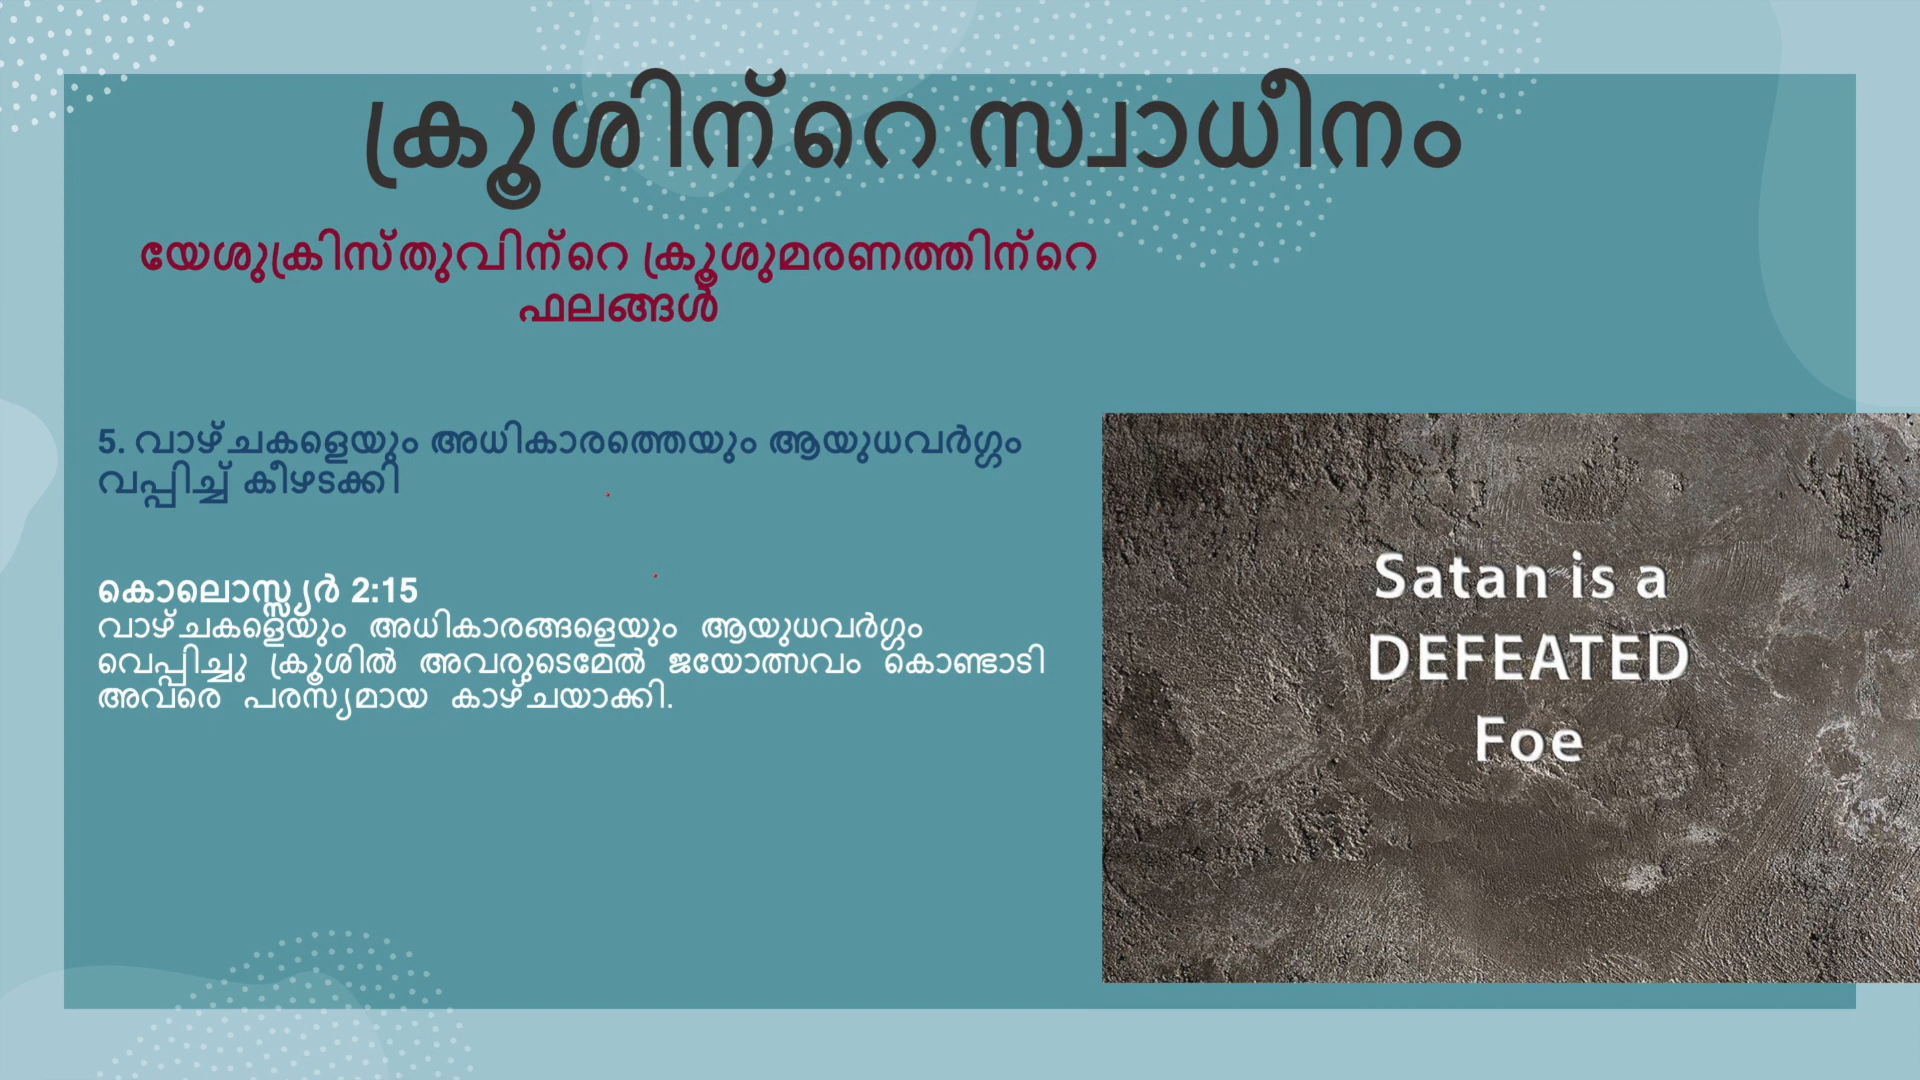 ക്രൂശിന്റെ സ്വാധീനം
യേശുക്രിസ്തുവിന്റെ ക്രൂശുമരണത്തിന്റെ
ഫലങ്ങൾ
5. വാഴ്ചകളെയും അധികാരത്തെയും ആയുധവർഗ്ഗം
വപ്പിച്ച് കീഴടക്കി
കൊലൊസ്സ്യർ 2:15
വാഴ്ചകളെയും അധികാരങ്ങളെയും ആയുധവർഗ്ഗം
വെപ്പിച്ചു ക്രൂശിൽ അവരുടെമേൽ ജയോത്സവം കൊണ്ടാടി
അവരെ പരസ്യമായ കാഴ്ചയാക്കി.
Satan is a
DEFEATED
Foe